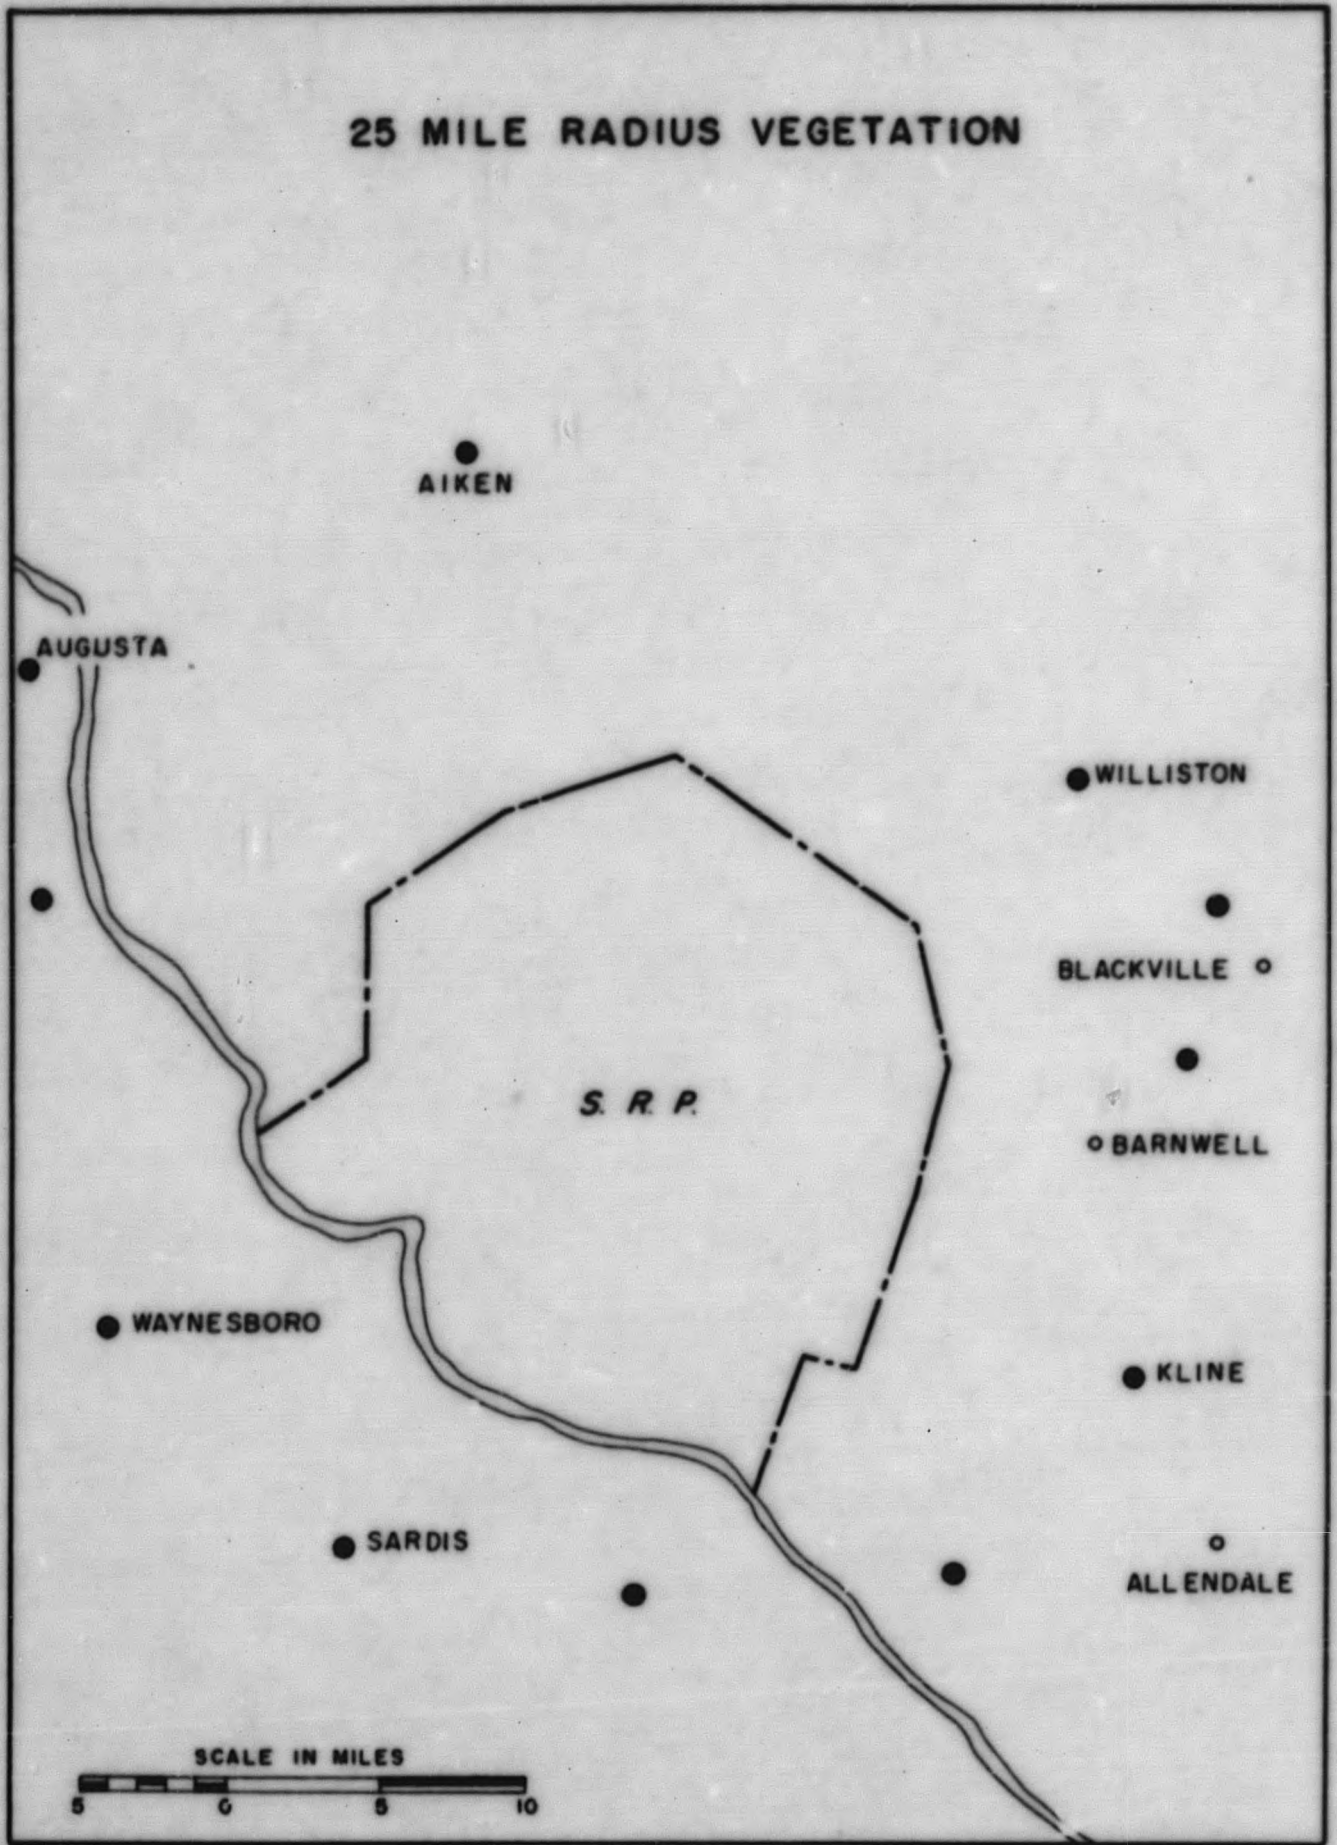 25 MILE RADIUS VEGETATION
AIKEN
AUGUSTA
WILLISTON
BLACKVILLE
S. R. P.
BARNWELL
WAYNESBORO
KLINE
SARDIS
ALLENDALE
SCALE IN MILES
5 0 5 10